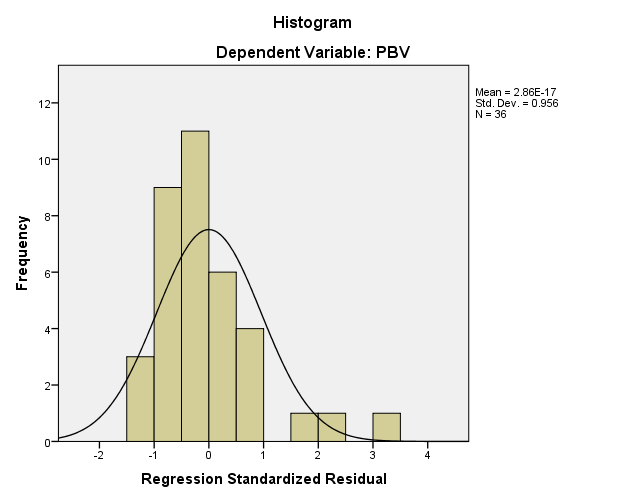 Histogram
Dependent Variable: PBV
Mean = 2.86E-17
Std. Dev. = 0.956
N = 36
Frequency
12
10
8
6
4
2
0
-2
-1
0
1
2
3
4
Regression Standardized Residual